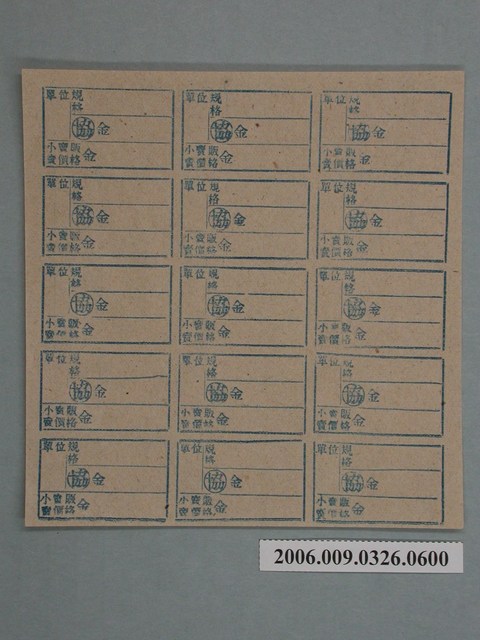 單位規
格
協 金
小賣販
賣價格 金
單位規
格
協 金
小賣販
賣價格 金
單位規
格
協 金
小賣販
賣價格 金
單位規
格
協 金
小賣販
賣價格 金
單位規
格
協 金
小賣販
賣價格 金
單位規
格
協 金
小賣販
賣價格 金
單位規
格
協 金
小賣販
賣價格 金
單位規
格
協 金
小賣販
賣價格 金
單位規
格
協 金
小賣販
賣價格 金
單位規
格
協 金
小賣販
賣價格 金
單位規
格
協 金
小賣販
賣價格 金
單位規
格
協 金
小賣販
賣價格 金
單位規
格
協 金
小賣販
賣價格 金
單位規
格
協 金
小賣販
賣價格 金
單位規
格
協 金
小賣販
賣價格 金
2006.009.0326.0600